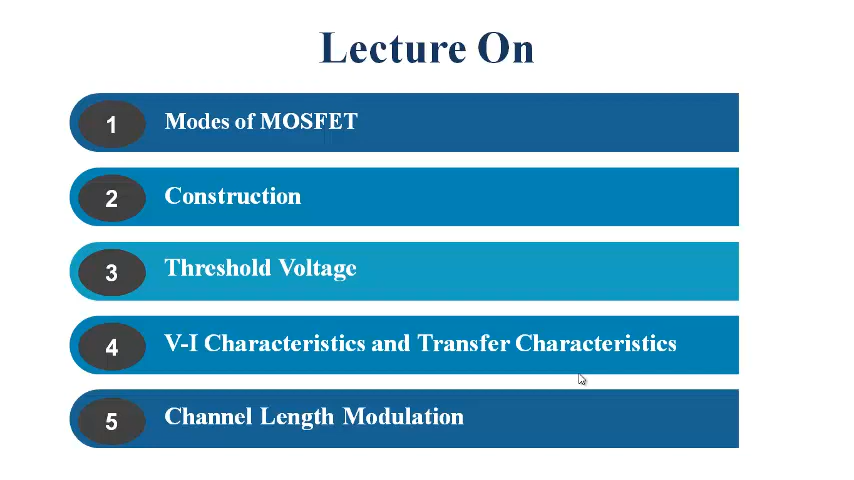 Lecture On
1 Modes of MOSFET
2 Construction
3 Threshold Voltage
4 V-I Characteristics and Transfer Characteristics
5 Channel Length Modulation